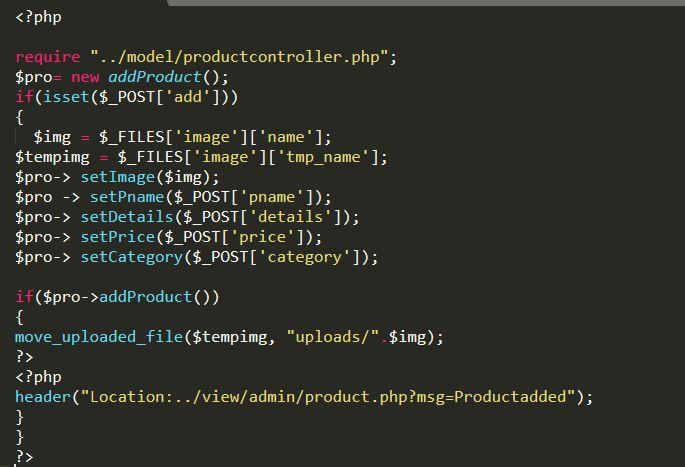 <?php
require "../model/productcontroller.php";
$pro= new addProduct();
if(isset($_POST['add']))
{
$img = $_FILES['image']['name'];
$tempimg = $_FILES['image']['tmp_name'];
$pro-> setImage($img);
$pro -> setPname($_POST['pname']);
$pro-> setDetails($_POST['details']);
$pro-> setPrice($_POST['price']);
$pro-> setCategory($_POST['category']);
if($pro->addProduct())
{
move_uploaded_file($tempimg, "uploads/".$img);
?>
<?php
header("Location:../view/admin/product.php?msg=Productadded");
}
}
?>